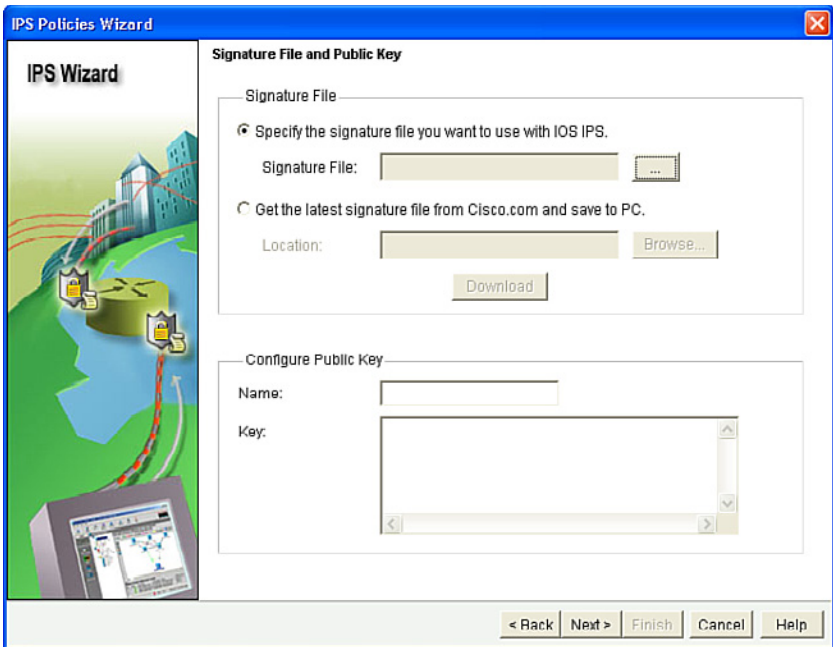 IPS Policies Wizard
IPS Wizard
Signature File and Public Key
Signature File
Specify the signature file you want to use with IOS IPS.
Signature File:
...
Get the latest signature file from Cisco.com and save to PC.
Location:
Browse...
Download
Configure Public Key
Name:
Key:
< Back Next > Finish Cancel Help